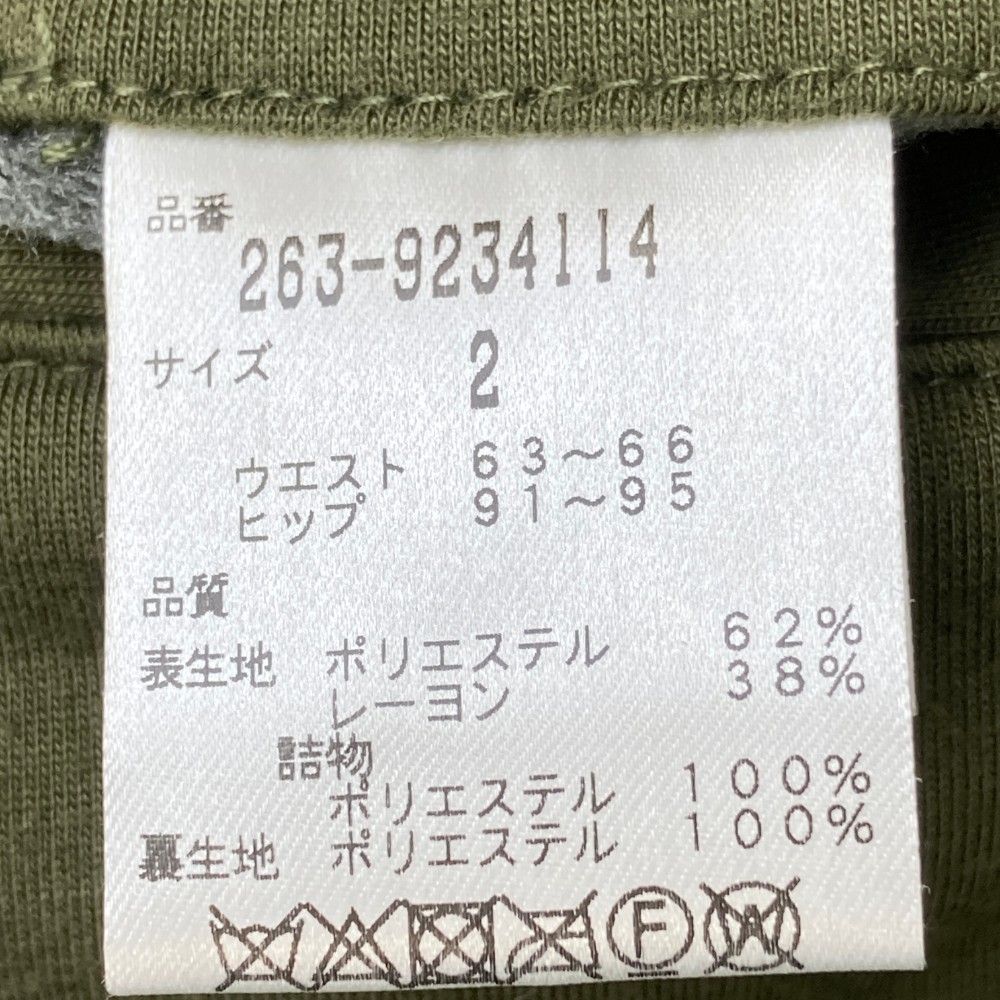 品番
263-9234114
サイズ 2
ウエスト 63～66
ヒップ 91～95
品質
表生地 ポリエステル 62%
レーヨン 38%
詰物
ポリエステル 100%
裏生地 ポリエステル 100%
F A